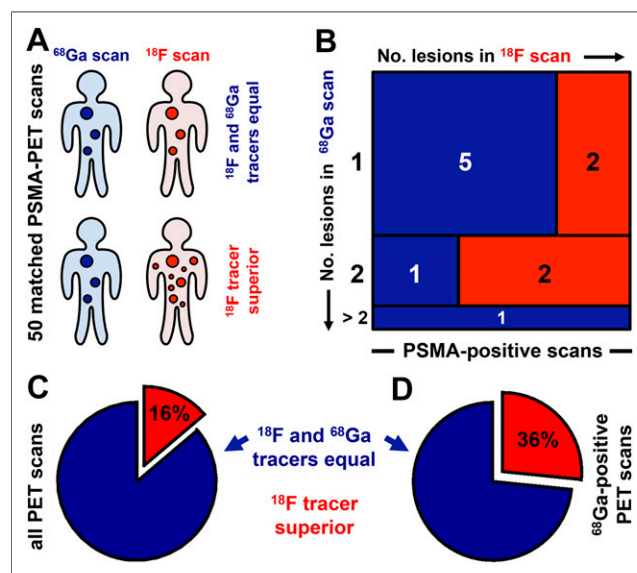 A
⁶⁸Ga scan
¹⁸F scan
50 matched PSMA-PET scans
¹⁸F and ⁶⁸Ga
tracers equal
¹⁸F tracer
superior
B
No. lesions in ¹⁸F scan
No. lesions in ⁶⁸Ga scan
1
5
2
2
1
2
> 2
1
PSMA-positive scans
C
16%
all PET scans
¹⁸F and ⁶⁸Ga
tracers equal
¹⁸F tracer
superior
D
36%
⁶⁸Ga-positive
PET scans